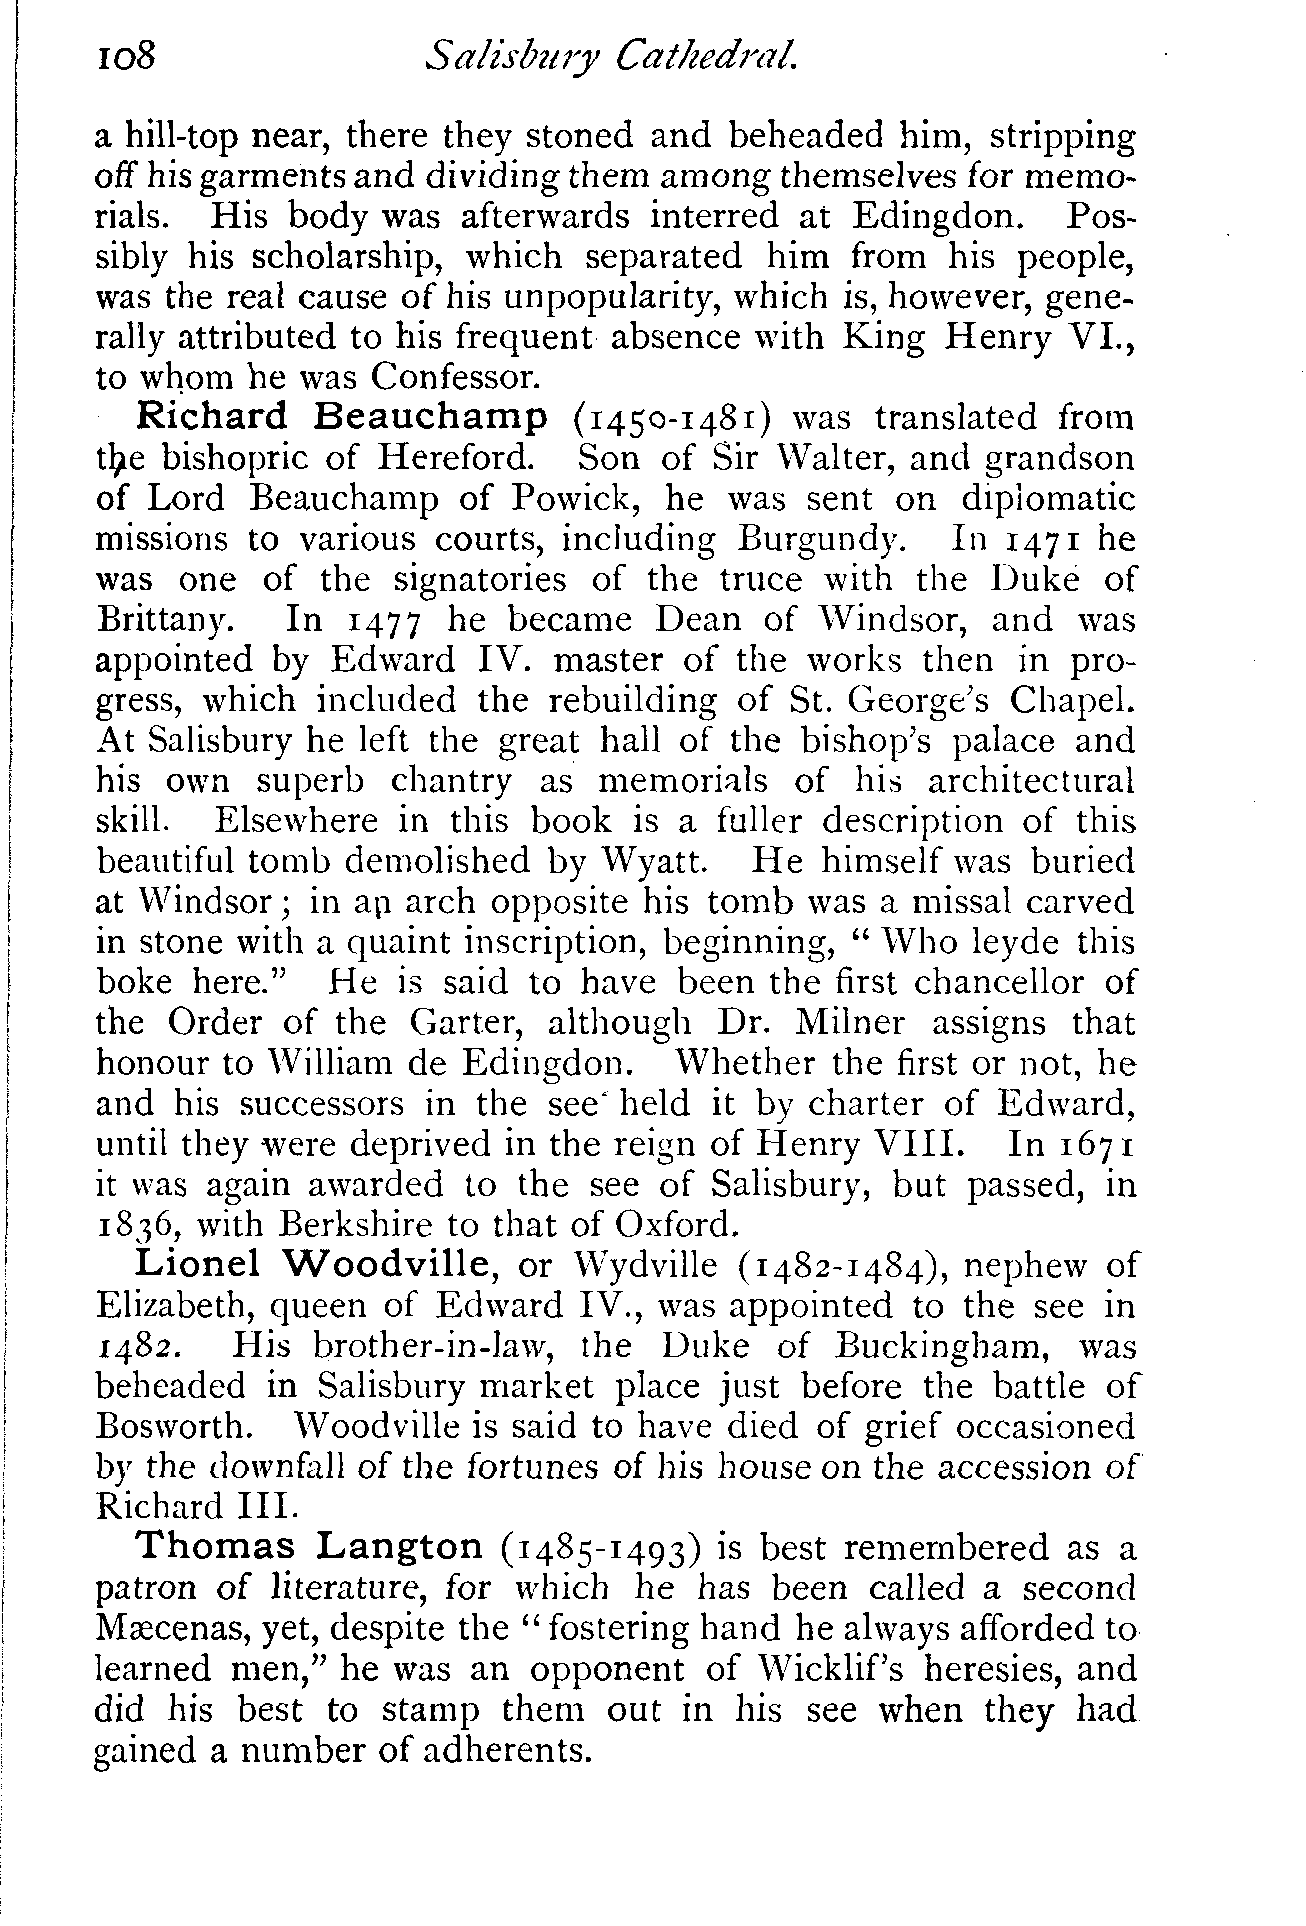 108 Salisbury Cathedral.
a hill-top near, there they stoned and beheaded him, stripping
off his garments and dividing them among themselves for memo-
rials. His body was afterwards interred at Edingdon. Pos-
sibly his scholarship, which separated him from his people,
was the real cause of his unpopularity, which is, however, gene-
rally attributed to his frequent absence with King Henry VI.,
to whom he was Confessor.
Richard Beauchamp (1450-1481) was translated from
the bishopric of Hereford. Son of Sir Walter, and grandson
of Lord Beauchamp of Powick, he was sent on diplomatic
missions to various courts, including Burgundy. In 1471 he
was one of the signatories of the truce with the Duke of
Brittany. In 1477 he became Dean of Windsor, and was
appointed by Edward IV. master of the works then in pro-
gress, which included the rebuilding of St. George's Chapel.
At Salisbury he left the great hall of the bishop's palace and
his own superb chantry as memorials of his architectural
skill. Elsewhere in this book is a fuller description of this
beautiful tomb demolished by Wyatt. He himself was buried
at Windsor; in an arch opposite his tomb was a missal carved
in stone with a quaint inscription, beginning, "Who leyde this
boke here." He is said to have been the first chancellor of
the Order of the Garter, although Dr. Milner assigns that
honour to William de Edingdon. Whether the first or not, he
and his successors in the see held it by charter of Edward,
until they were deprived in the reign of Henry VIII. In 1671
it was again awarded to the see of Salisbury, but passed, in
1836, with Berkshire to that of Oxford.
Lionel Woodville, or Wydville (1482-1484), nephew of
Elizabeth, queen of Edward IV., was appointed to the see in
1482. His brother-in-law, the Duke of Buckingham, was
beheaded in Salisbury market place just before the battle of
Bosworth. Woodville is said to have died of grief occasioned
by the downfall of the fortunes of his house on the accession of
Richard III.
Thomas Langton (1485-1493) is best remembered as a
patron of literature, for which he has been called a second
Mæcenas, yet, despite the "fostering hand he always afforded to
learned men," he was an opponent of Wicklif's heresies, and
did his best to stamp them out in his see when they had
gained a number of adherents.